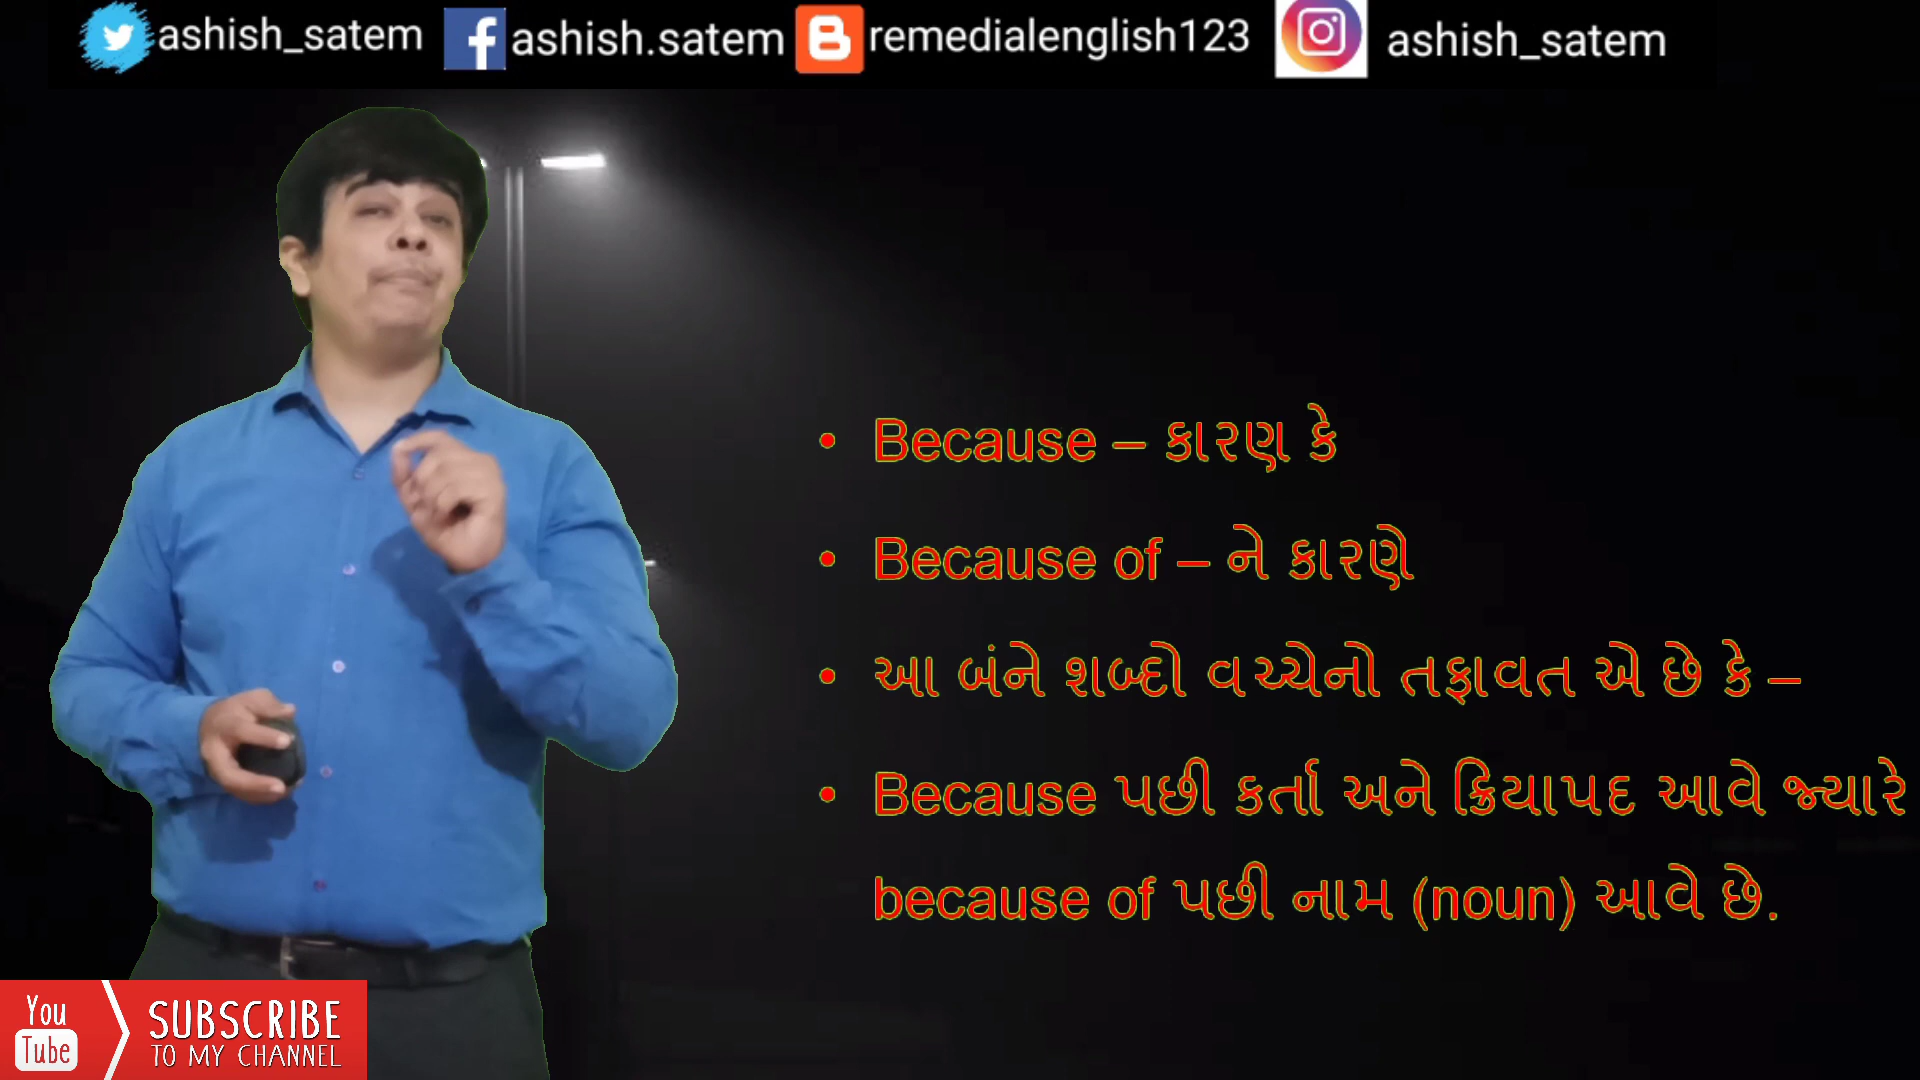 ashish_satem ashish.satem remedialenglish123 ashish_satem
• Because – કારણ કે
• Because of – ને કારણે
• આ બંને શબ્દો વચ્ચેનો તફાવત એ છે કે –
• Because પછી કર્તા અને ક્રિયાપદ આવે જ્યારે
because of પછી નામ (noun) આવે છે.
You
Tube
SUBSCRIBE
TO MY CHANNEL